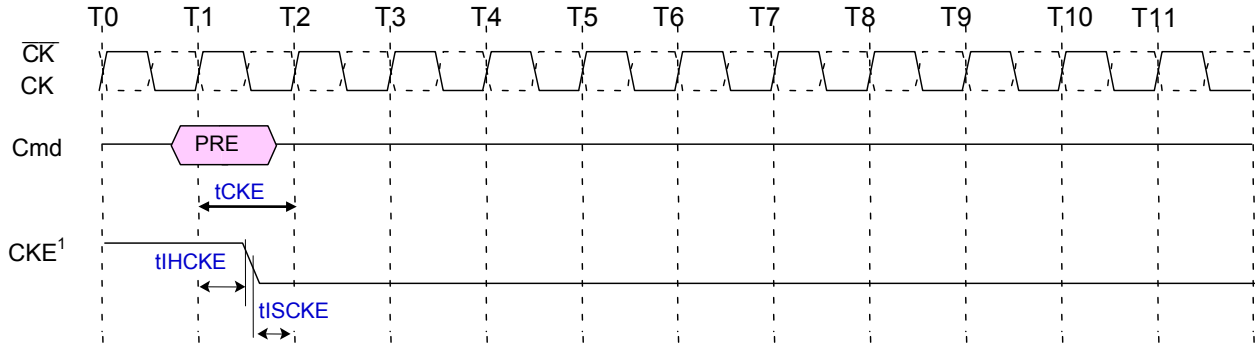 T0 T1 T2 T3 T4 T5 T6 T7 T8 T9 T10 T11
CK
CK
Cmd
PRE
tCKE
CKE1
tIHCKE
tISCKE